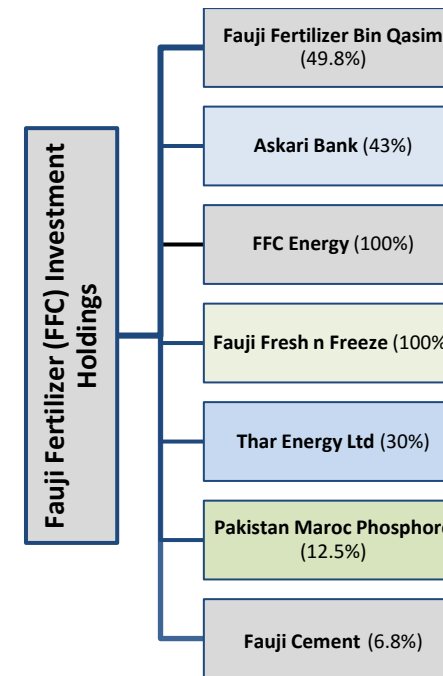 Fauji Fertilizer (FFC) Investment
Holdings
Fauji Fertilizer Bin Qasim
(49.8%)
Askari Bank (43%)
FFC Energy (100%)
Fauji Fresh n Freeze (100%
Thar Energy Ltd (30%)
Pakistan Maroc Phosphore
(12.5%)
Fauji Cement (6.8%)